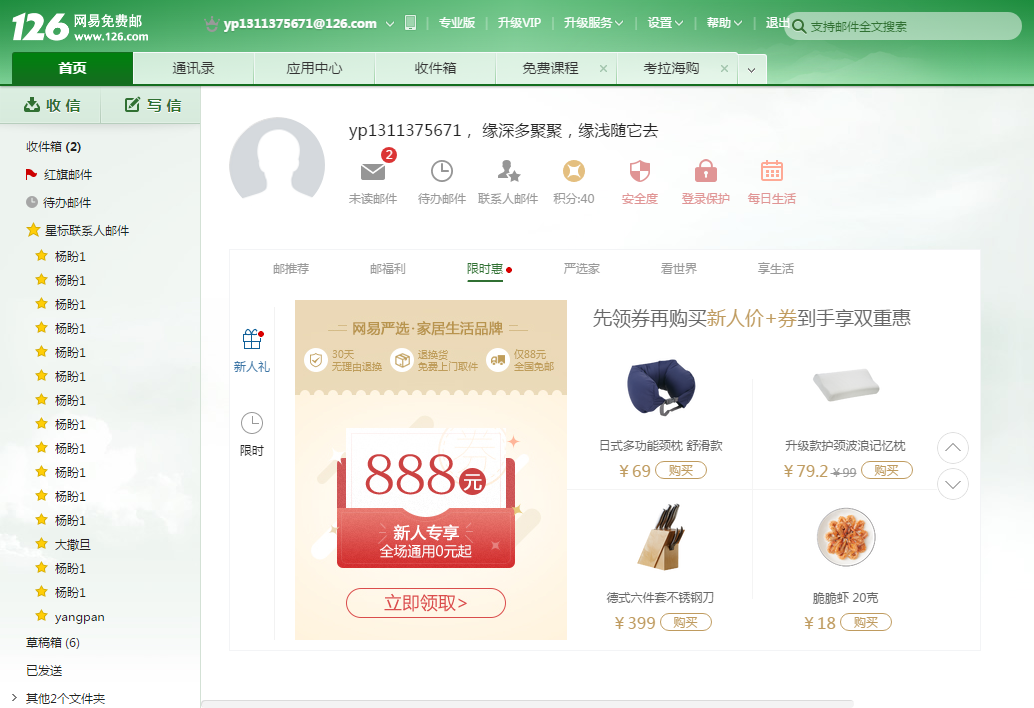 126 网易免费邮
www.126.com
yp1311375671@126.com
专业版
升级VIP
升级服务
设置
帮助
退出
支持邮件全文搜索
首页
通讯录
应用中心
收件箱
免费课程
考拉海购
收 信
写 信
收件箱 (2)
红旗邮件
待办邮件
星标联系人邮件
杨盼1
杨盼1
杨盼1
杨盼1
杨盼1
杨盼1
杨盼1
杨盼1
杨盼1
杨盼1
杨盼1
杨盼1
大撒旦
杨盼1
杨盼1
yangpan
草稿箱 (6)
已发送
其他2个文件夹
yp1311375671， 缘深多聚聚，缘浅随它去
2
未读邮件
待办邮件
联系人邮件
积分:40
安全度
登录保护
每日生活
邮推荐
邮福利
限时惠
严选家
看世界
享生活
新人礼
限时
网易严选·家居生活品牌
30天
无理由退换
退换货
免费上门取件
仅88元
全国免邮
888元
新人专享
全场通用0元起
立即领取>
先领券再购买新人价+券到手享双重惠
日式多功能颈枕 舒滑款
¥69 购买
升级款护颈波浪记忆枕
¥79.2 ¥99 购买
德式六件套不锈钢刀
¥399 购买
脆脆虾 20克
¥18 购买